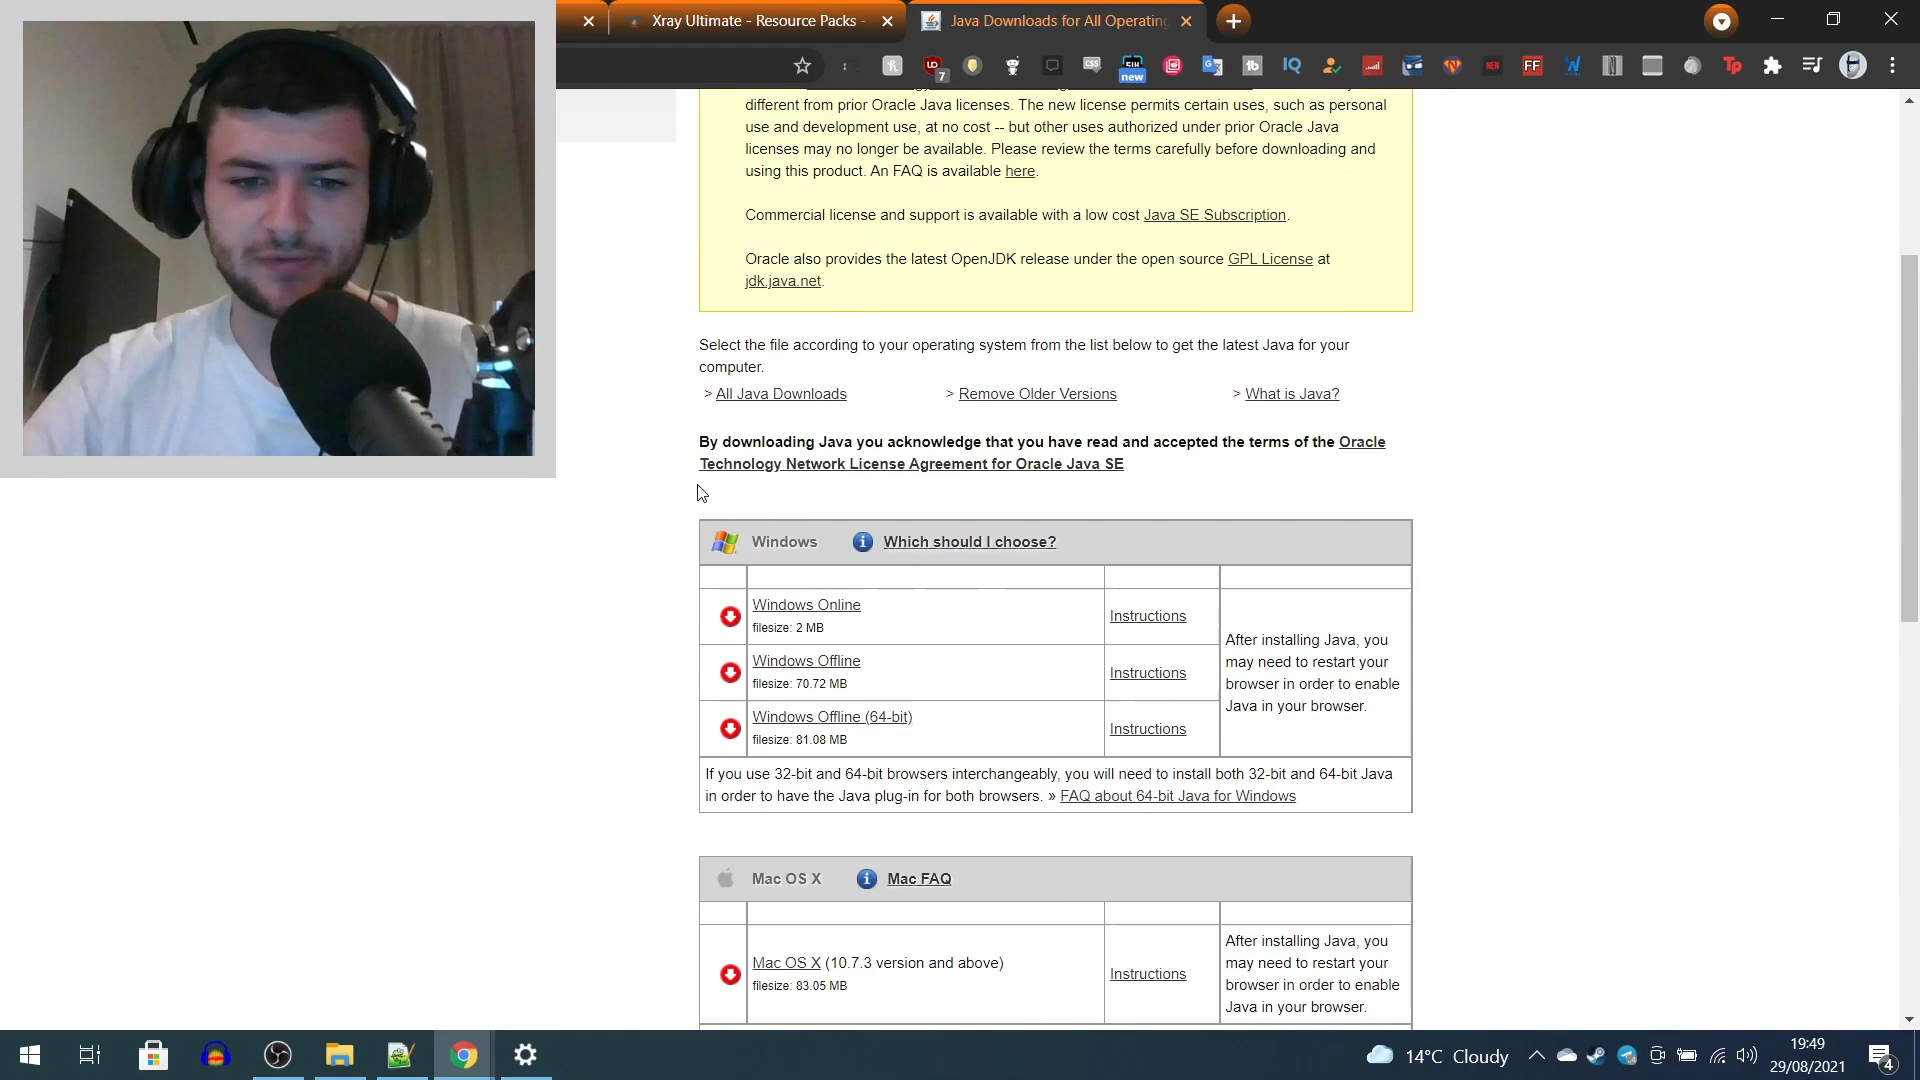 Xray Ultimate - Resource Packs -
Java Downloads for All Operating
different from prior Oracle Java licenses. The new license permits certain uses, such as personal
use and development use, at no cost -- but other uses authorized under prior Oracle Java
licenses may no longer be available. Please review the terms carefully before downloading and
using this product. An FAQ is available here.
Commercial license and support is available with a low cost Java SE Subscription.
Oracle also provides the latest OpenJDK release under the open source GPL License at
jdk.java.net.
Select the file according to your operating system from the list below to get the latest Java for your
computer.
> All Java Downloads > Remove Older Versions > What is Java?
By downloading Java you acknowledge that you have read and accepted the terms of the Oracle
Technology Network License Agreement for Oracle Java SE
Windows Which should I choose?
Windows Online
filesize: 2 MB
Instructions
Windows Offline
filesize: 70.72 MB
Instructions
Windows Offline (64-bit)
filesize: 81.08 MB
Instructions
After installing Java, you
may need to restart your
browser in order to enable
Java in your browser.
If you use 32-bit and 64-bit browsers interchangeably, you will need to install both 32-bit and 64-bit Java
in order to have the Java plug-in for both browsers. » FAQ about 64-bit Java for Windows
Mac OS X Mac FAQ
Mac OS X (10.7.3 version and above)
filesize: 83.05 MB
Instructions
After installing Java, you
may need to restart your
browser in order to enable
Java in your browser.
14°C Cloudy
19:49
29/08/2021
4